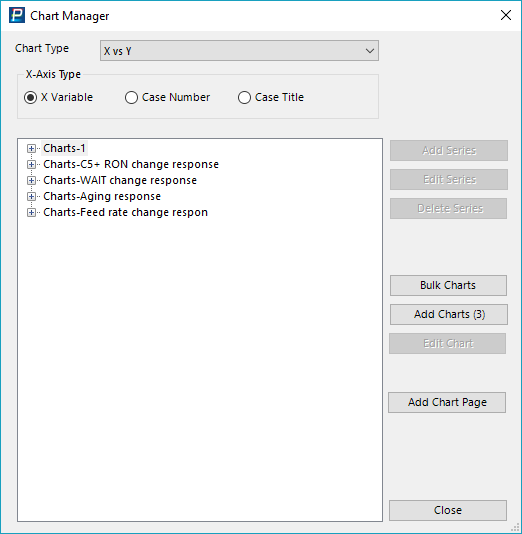 Chart Manager
Chart Type
X vs Y
X-Axis Type
X Variable
Case Number
Case Title
Charts-1
Charts-C5+ RON change response
Charts-WAIT change response
Charts-Aging response
Charts-Feed rate change respon
Add Series
Edit Series
Delete Series
Bulk Charts
Add Charts (3)
Edit Chart
Add Chart Page
Close